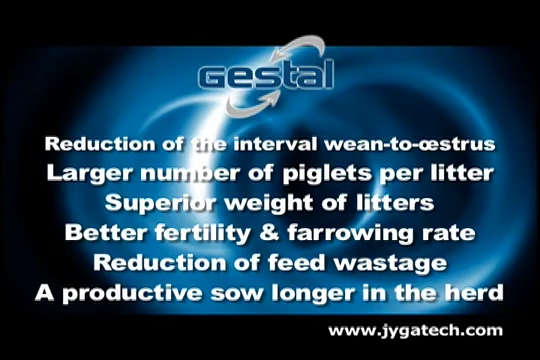 Gestal
Reduction of the interval wean-to-œstrus
Larger number of piglets per litter
Superior weight of litters
Better fertility & farrowing rate
Reduction of feed wastage
A productive sow longer in the herd
www.jygatech.com